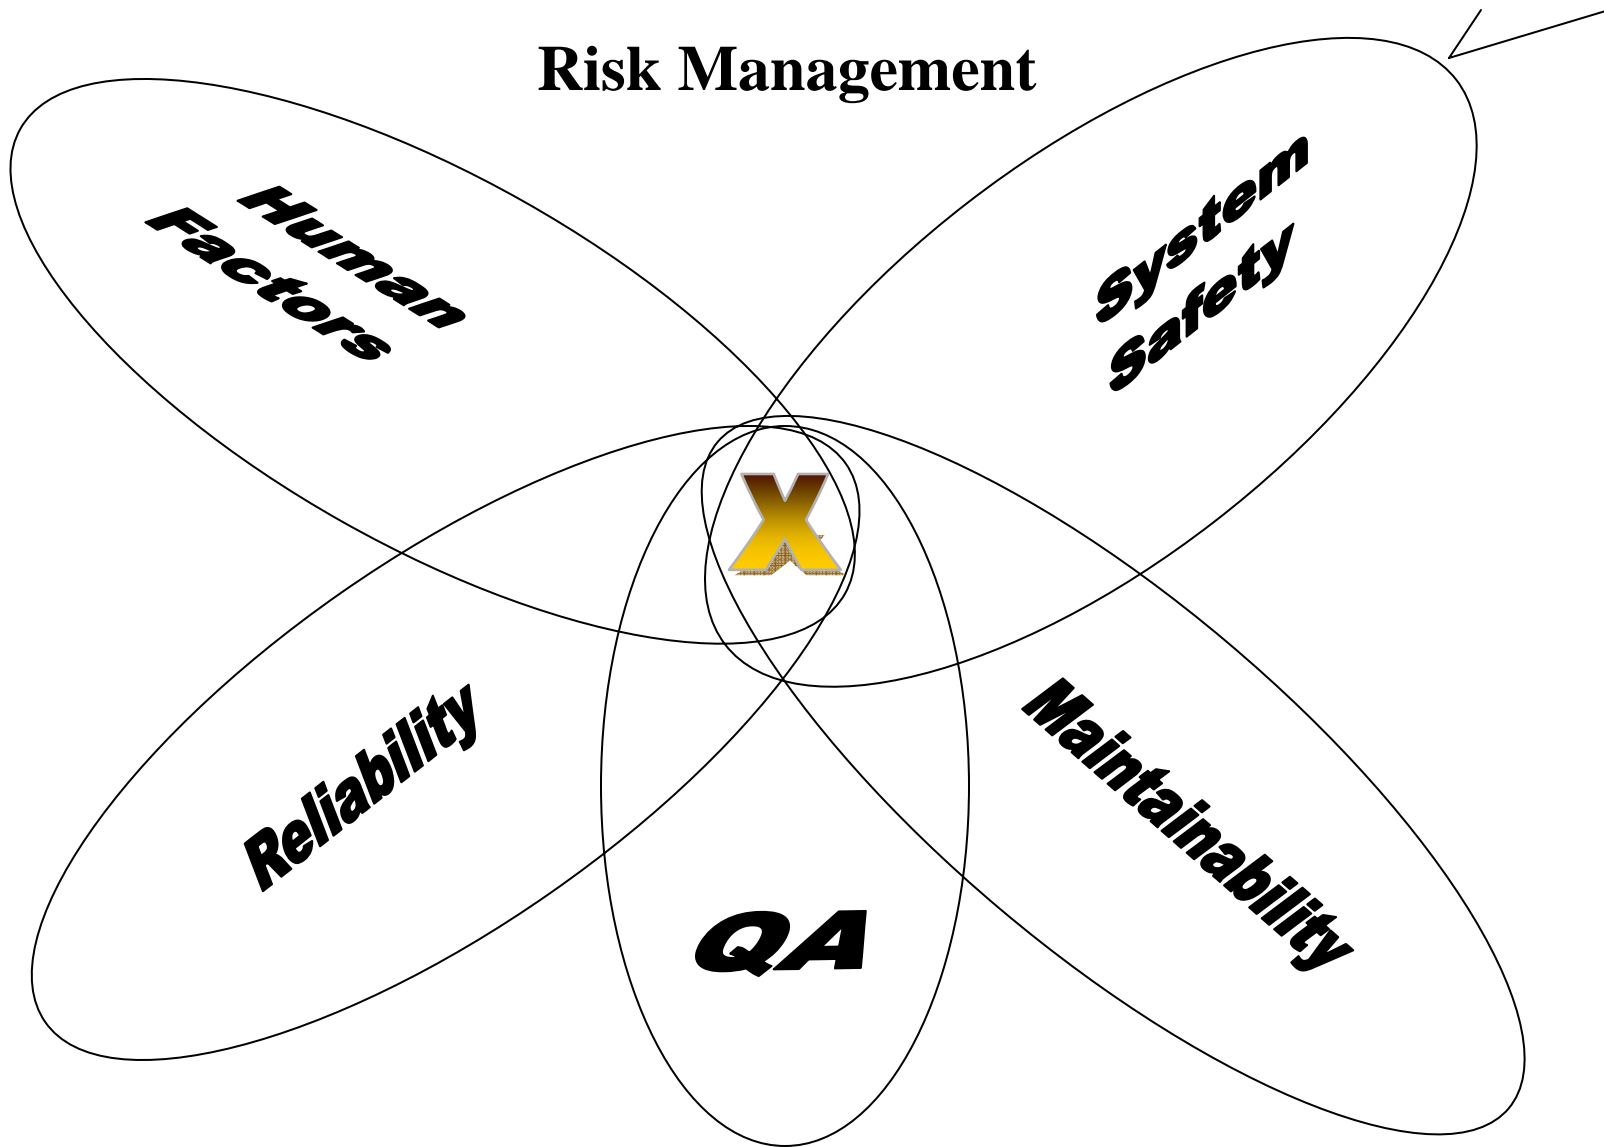 Risk Management
Human
Factors
System
Safety
X
Reliability
Maintainability
QA